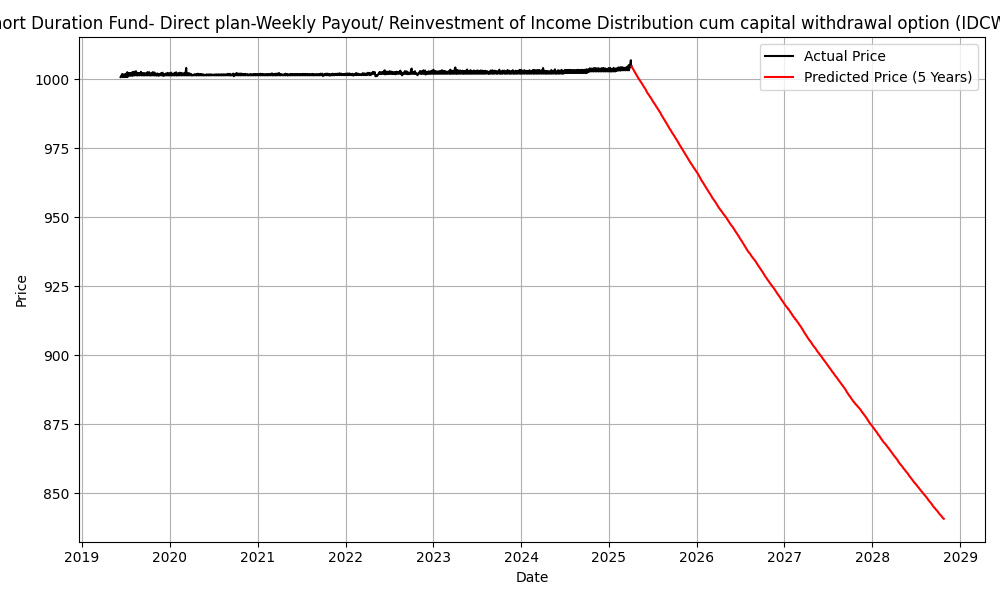 ort Duration Fund- Direct plan-Weekly Payout/ Reinvestment of Income Distribution cum capital withdrawal option (IDCW
Actual Price
Predicted Price (5 Years)
1000
975
950
925
900
875
850
Price
2019 2020 2021 2022 2023 2024 2025 2026 2027 2028 2029
Date